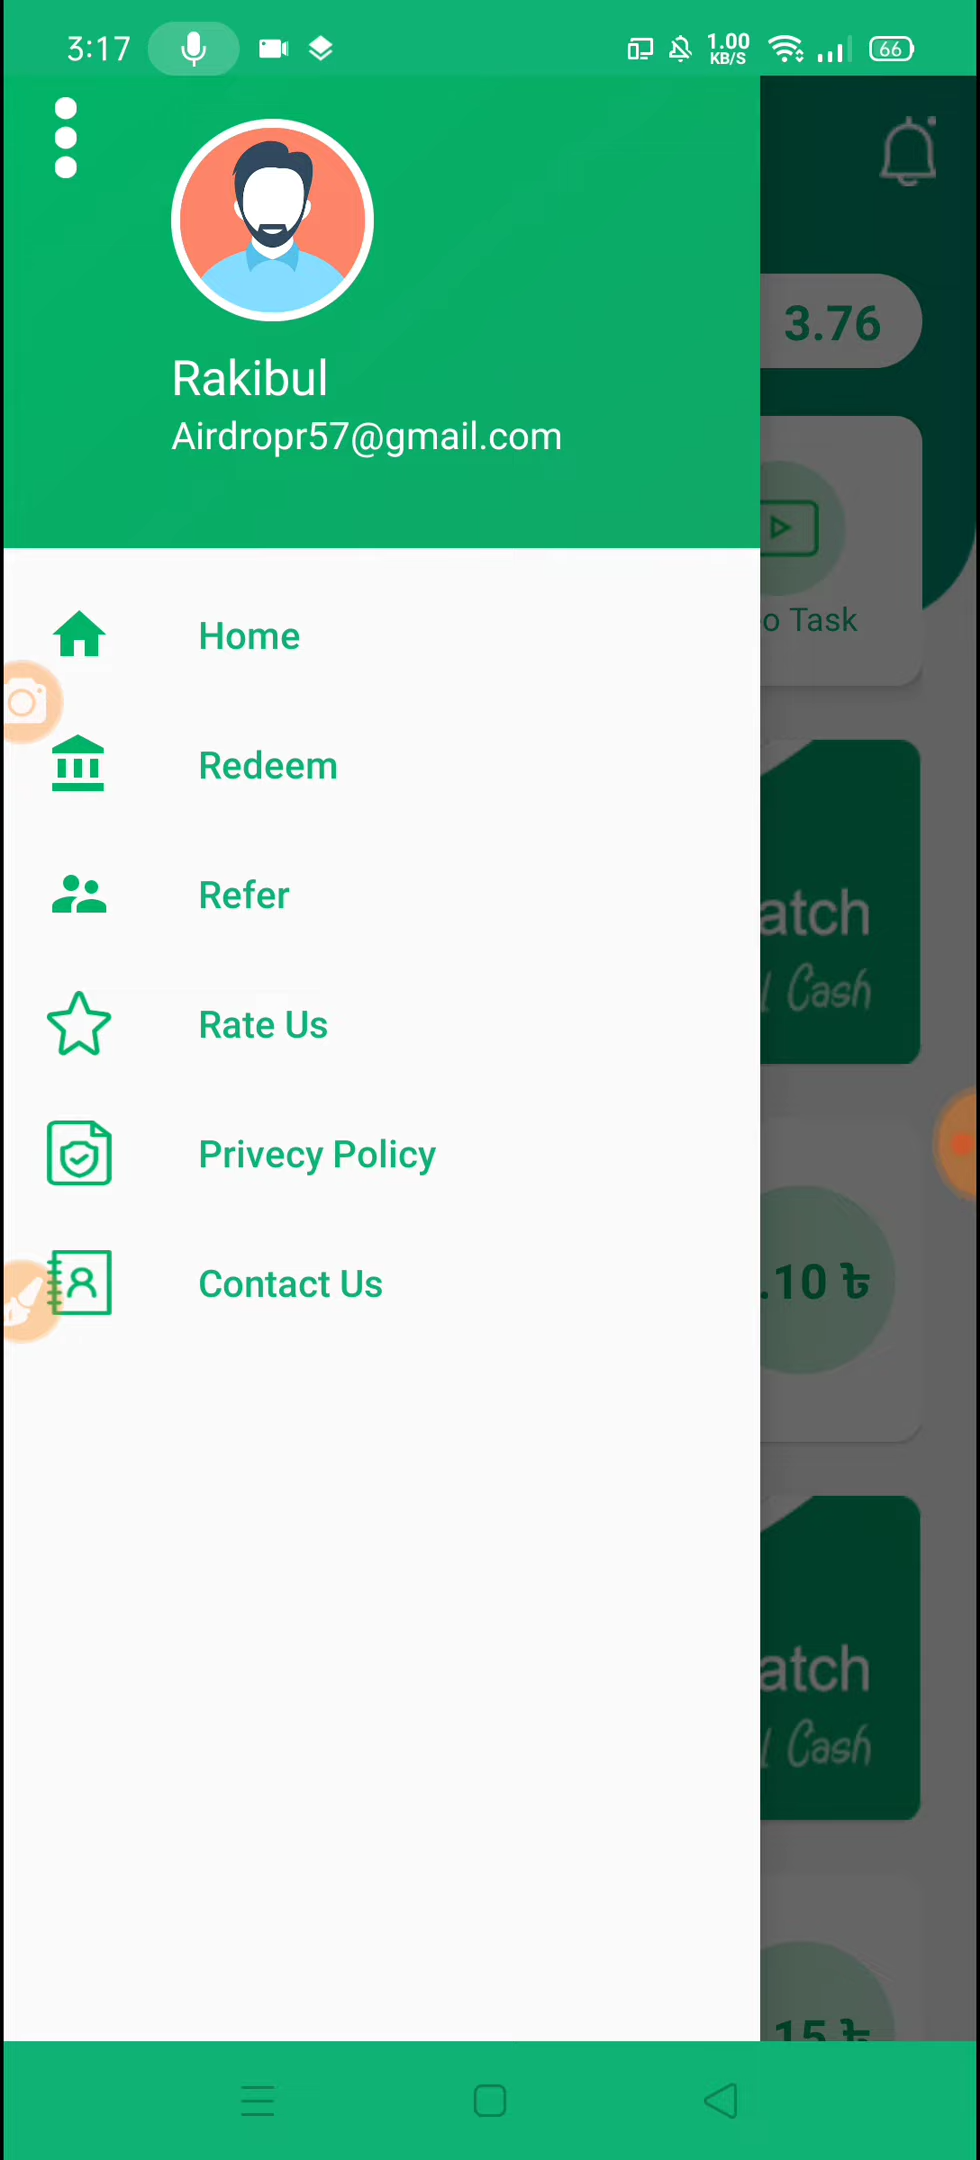 3:17
1.00
KB/S
66
3.76
Rakibul
Airdropr57@gmail.com
Home
o Task
Redeem
Refer
atch
Cash
Rate Us
Privecy Policy
Contact Us
.10 ৳
atch
Cash
15 ৳